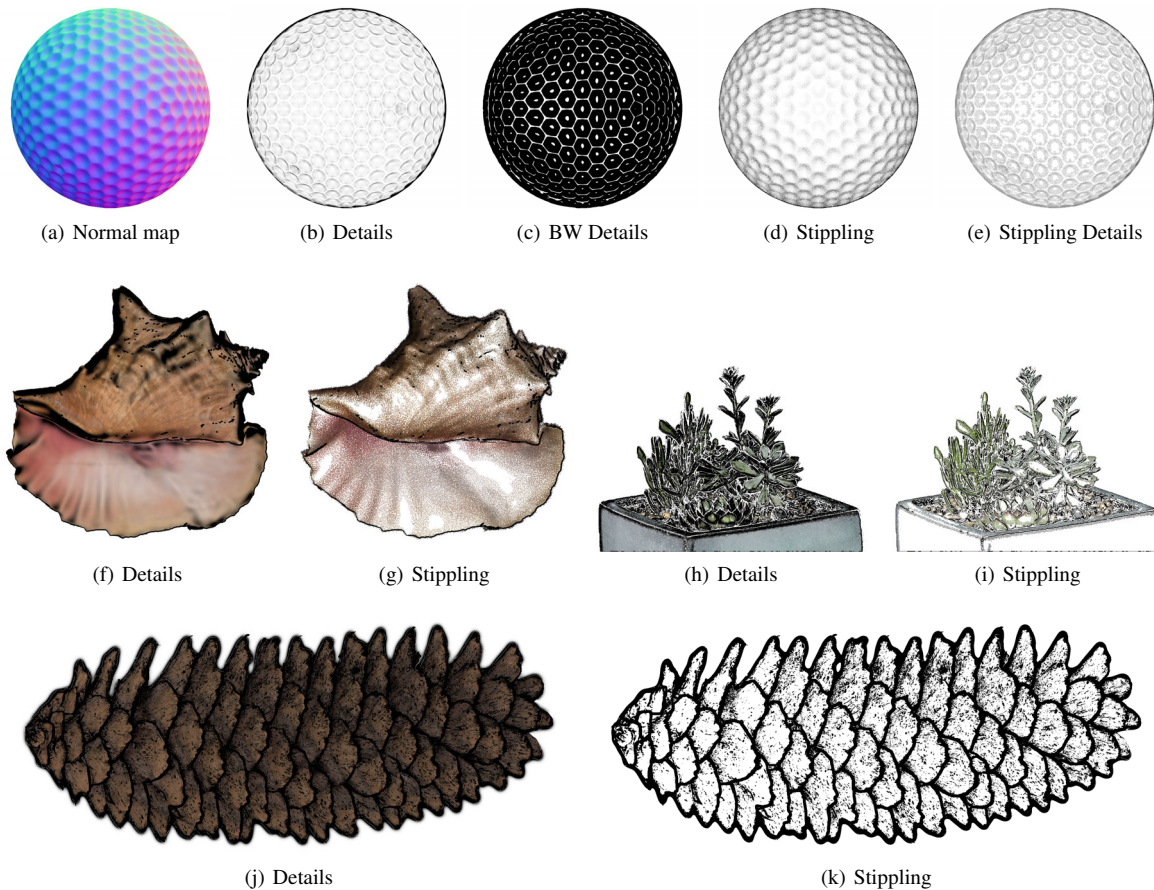 (a) Normal map
(b) Details
(c) BW Details
(d) Stippling
(e) Stippling Details
(f) Details
(g) Stippling
(h) Details
(i) Stippling
(j) Details
(k) Stippling